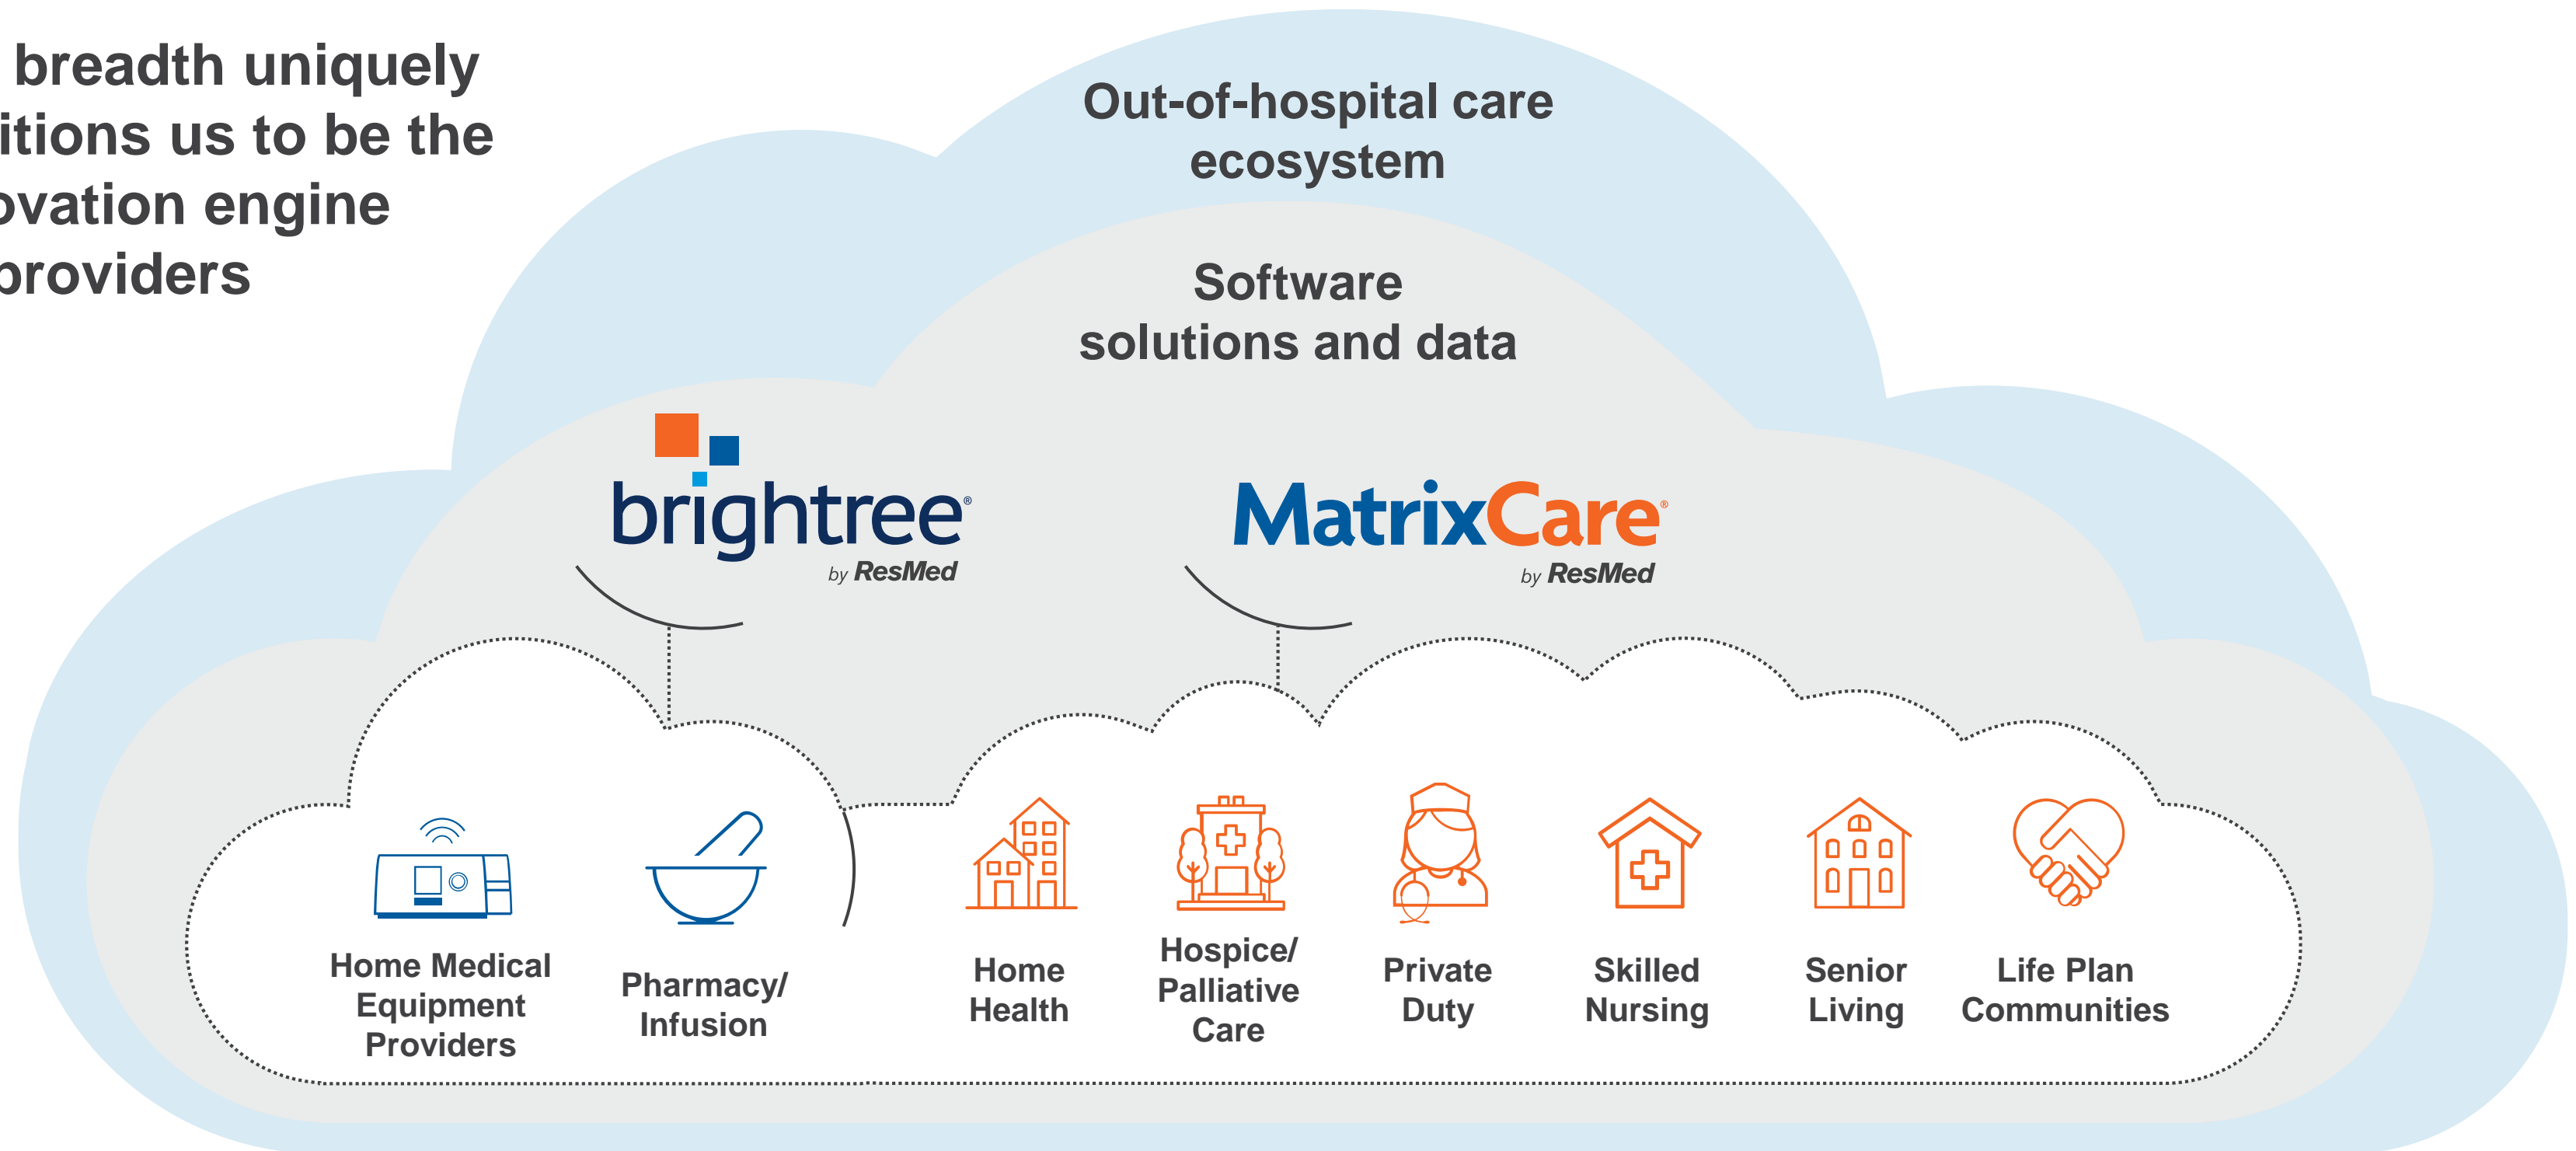 breadth uniquely
itions us to be the
ovation engine
providers
Out-of-hospital care
ecosystem
Software
solutions and data
brightree®
by ResMed
MatrixCare®
by ResMed
Home Medical
Equipment
Providers
Pharmacy/
Infusion
Home
Health
Hospice/
Palliative
Care
Private
Duty
Skilled
Nursing
Senior
Living
Life Plan
Communities